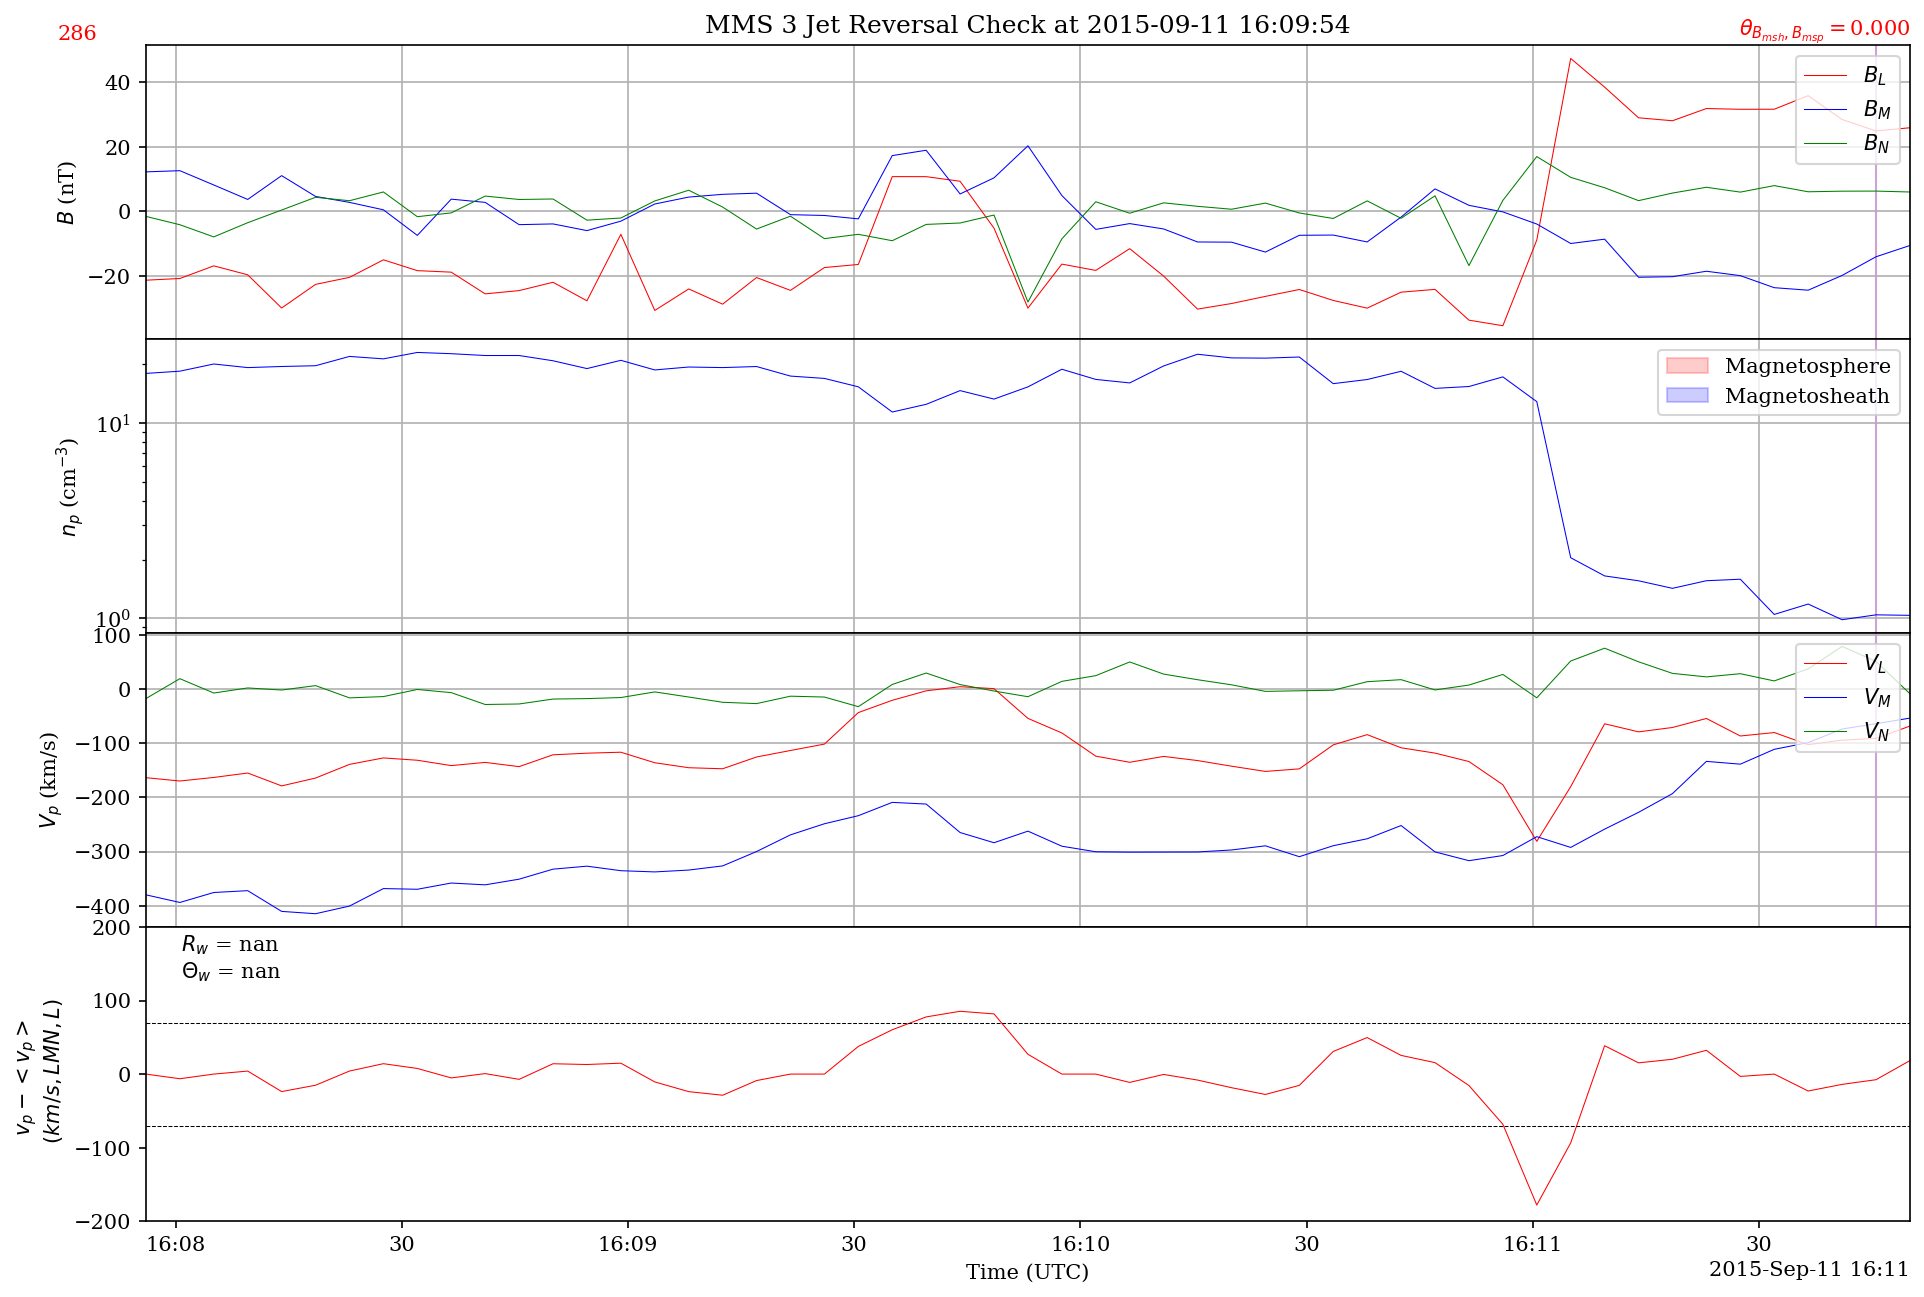 MMS 3 Jet Reversal Check at 2015-09-11 16:09:54
286
θ_{B_{msh}, B_{msp}} = 0.000
40
20
0
−20
B (nT)
B_L
B_M
B_N
10^1
10^0
n_p (cm^{−3})
Magnetosphere
Magnetosheath
100
0
−100
−200
−300
−400
V_p (km/s)
V_L
V_M
V_N
200
100
0
−100
−200
v_p − < v_p >
(km/s, LMN, L)
R_w = nan
Θ_w = nan
16:08 30 16:09 30 16:10 30 16:11 30
Time (UTC)
2015-Sep-11 16:11